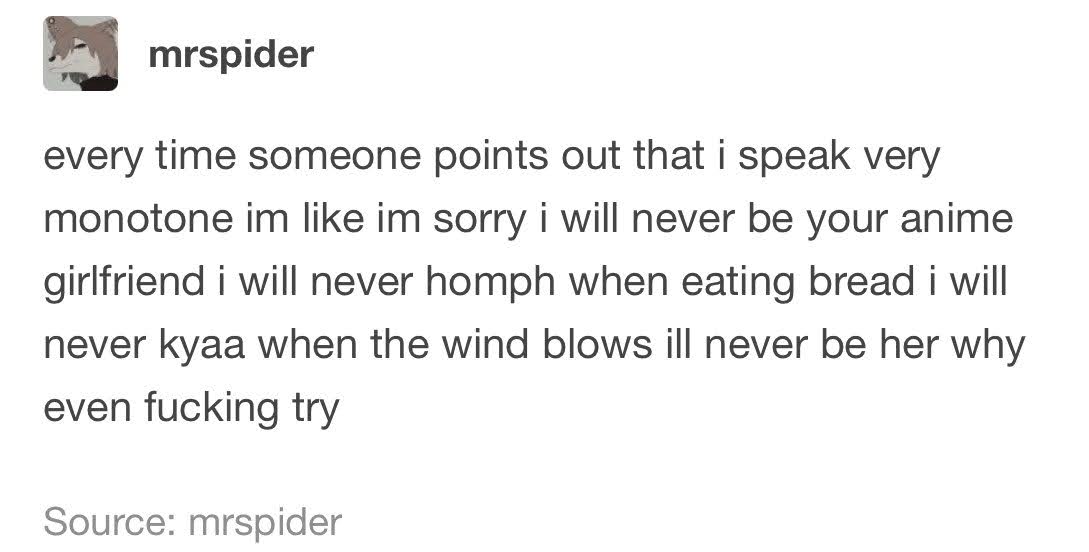 mrspider
every time someone points out that i speak very
monotone im like im sorry i will never be your anime
girlfriend i will never homph when eating bread i will
never kyaa when the wind blows ill never be her why
even fucking try
Source: mrspider